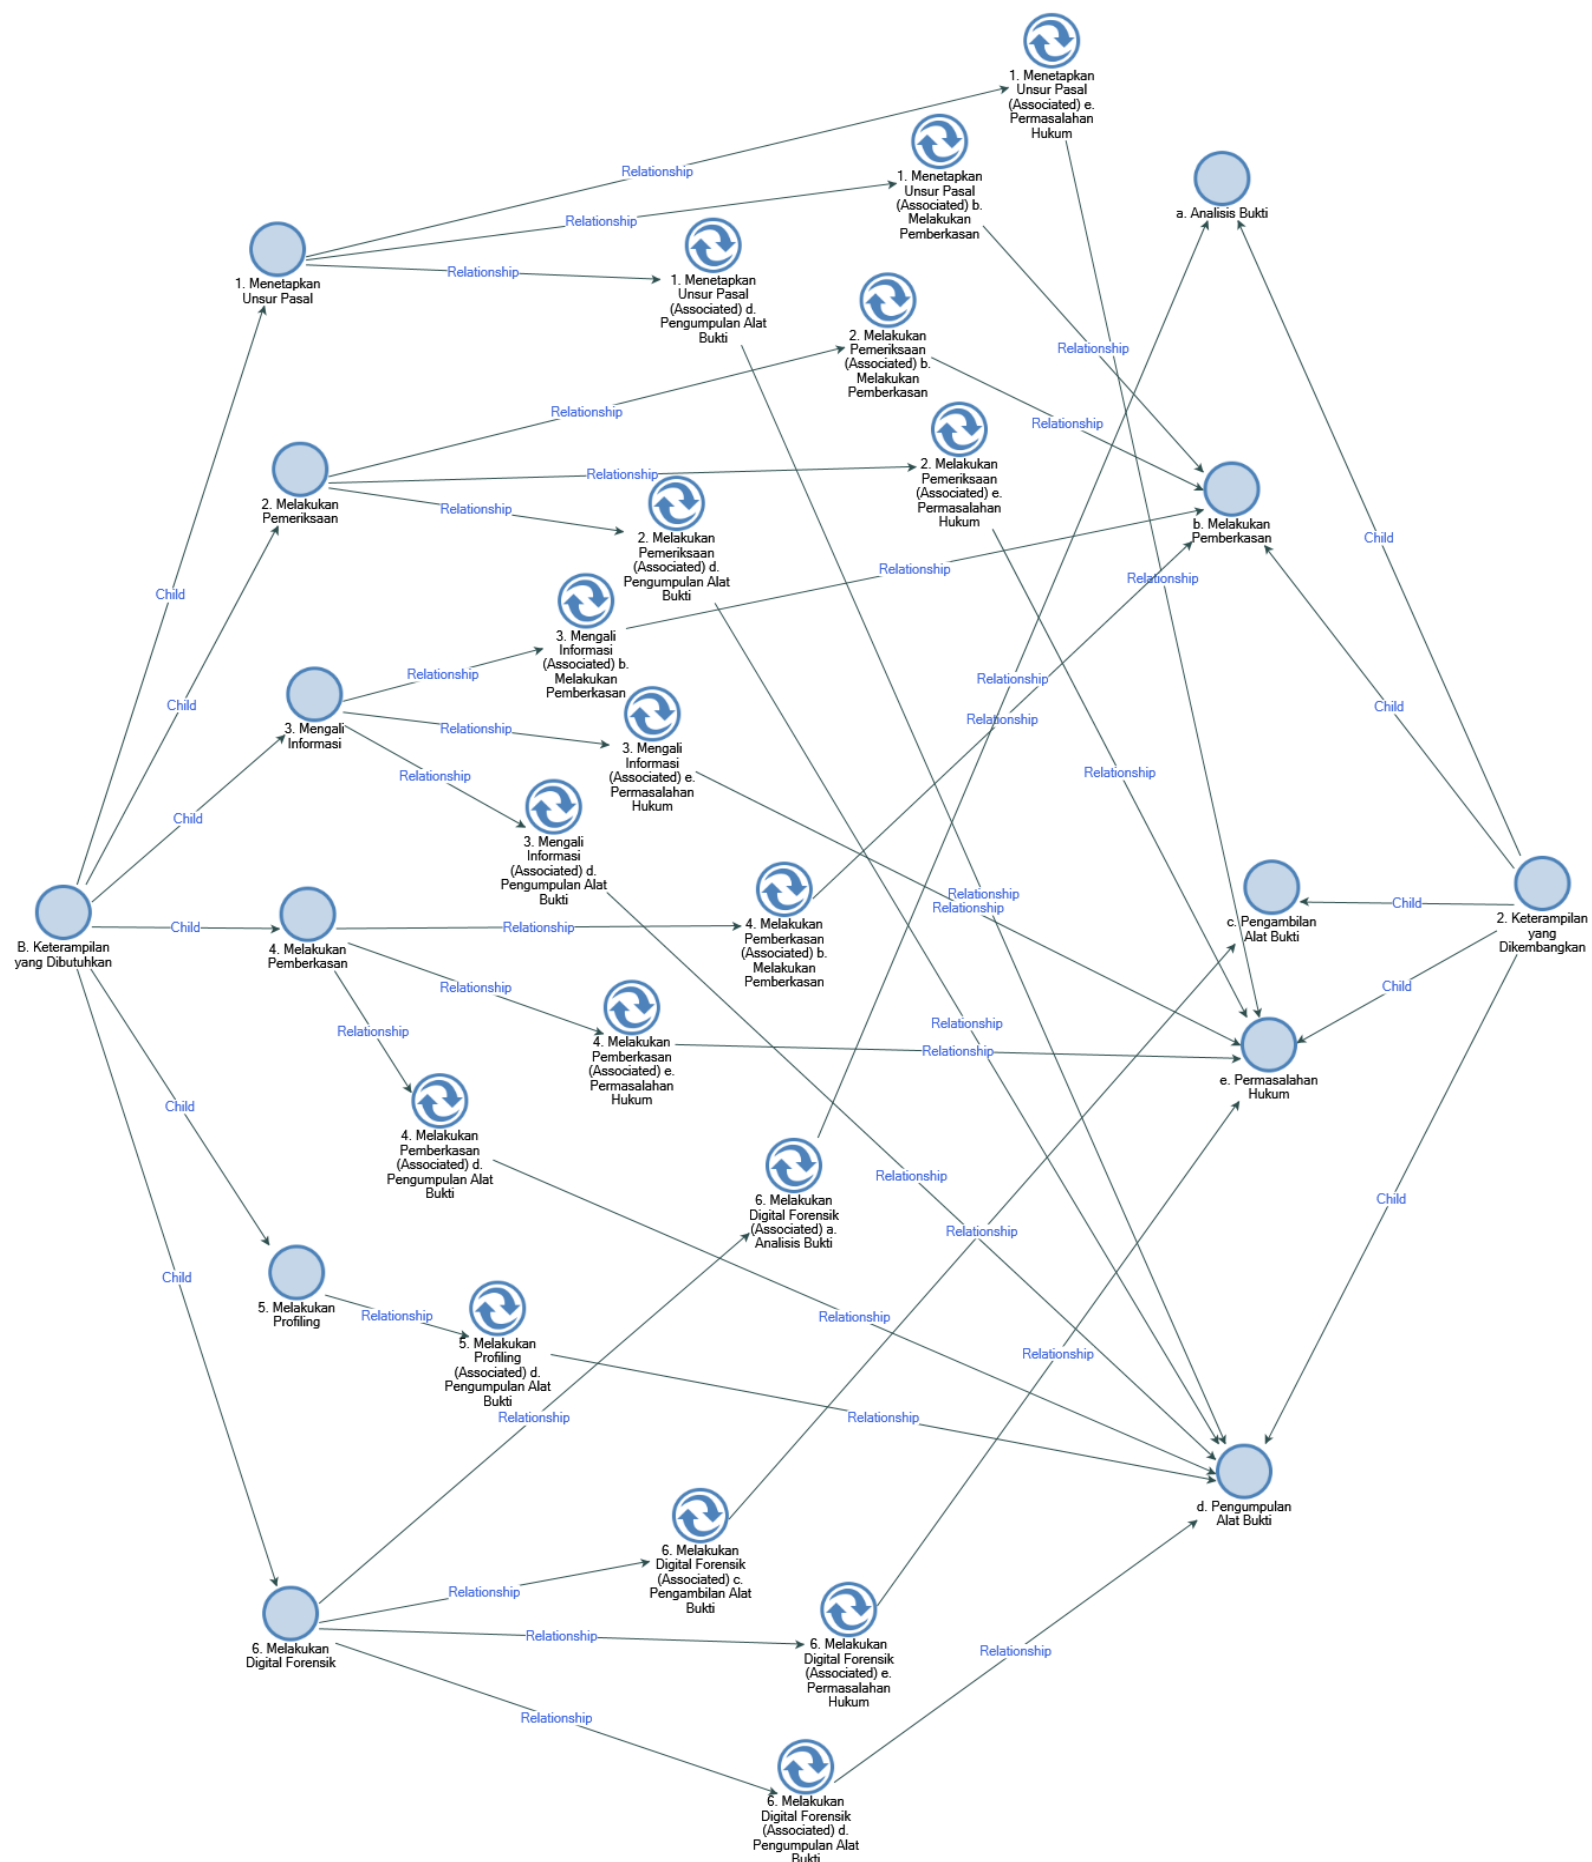 1. Menetapkan
Unsur Pasal
(Associated) e.
Permasalahan
Hukum
Relationship
1. Menetapkan
Unsur Pasal
(Associated) b.
Melakukan
Pemberkasan
a. Analisis Bukti
Relationship
1. Menetapkan
Unsur Pasal
Relationship
1. Menetapkan
Unsur Pasal
(Associated) d.
Pengumpulan Alat
Bukti
2. Melakukan
Pemeriksaan
(Associated) b.
Melakukan
Pemberkasan
Relationship
Relationship
Relationship
2. Melakukan
Pemeriksaan
Relationship
Relationship
2. Melakukan
Pemeriksaan
(Associated) e.
Permasalahan
Hukum
b. Melakukan
Pemberkasan
2. Melakukan
Pemeriksaan
(Associated) d.
Pengumpulan Alat
Bukti
Child
Relationship
Relationship
Child
3. Mengali
Informasi
(Associated) b.
Melakukan
Pemberkasan
Relationship
Relationship
Child
Child
Relationship
3. Mengali
Informasi
Relationship
3. Mengali
Informasi
(Associated) e.
Permasalahan
Hukum
Relationship
Relationship
Child
3. Mengali
Informasi
(Associated) d.
Pengumpulan Alat
Bukti
Relationship
Relationship
Child
B. Keterampilan
yang Dibutuhkan
Child
4. Melakukan
Pemberkasan
Relationship
4. Melakukan
Pemberkasan
(Associated) b.
Melakukan
Pemberkasan
c. Pengambilan
Alat Bukti
2. Keterampilan
yang
Dikembangkan
Relationship
Child
Relationship
Relationship
4. Melakukan
Pemberkasan
(Associated) e.
Permasalahan
Hukum
Relationship
e. Permasalahan
Hukum
Child
4. Melakukan
Pemberkasan
(Associated) d.
Pengumpulan Alat
Bukti
Relationship
Child
6. Melakukan
Digital Forensik
(Associated) a.
Analisis Bukti
Relationship
Child
5. Melakukan
Profiling
Relationship
Relationship
5. Melakukan
Profiling
(Associated) d.
Pengumpulan Alat
Bukti
Relationship
Relationship
Relationship
d. Pengumpulan
Alat Bukti
6. Melakukan
Digital Forensik
(Associated) c.
Pengambilan Alat
Bukti
Relationship
6. Melakukan
Digital Forensik
Relationship
6. Melakukan
Digital Forensik
(Associated) e.
Permasalahan
Hukum
Relationship
Relationship
6. Melakukan
Digital Forensik
(Associated) d.
Pengumpulan Alat
Bukti